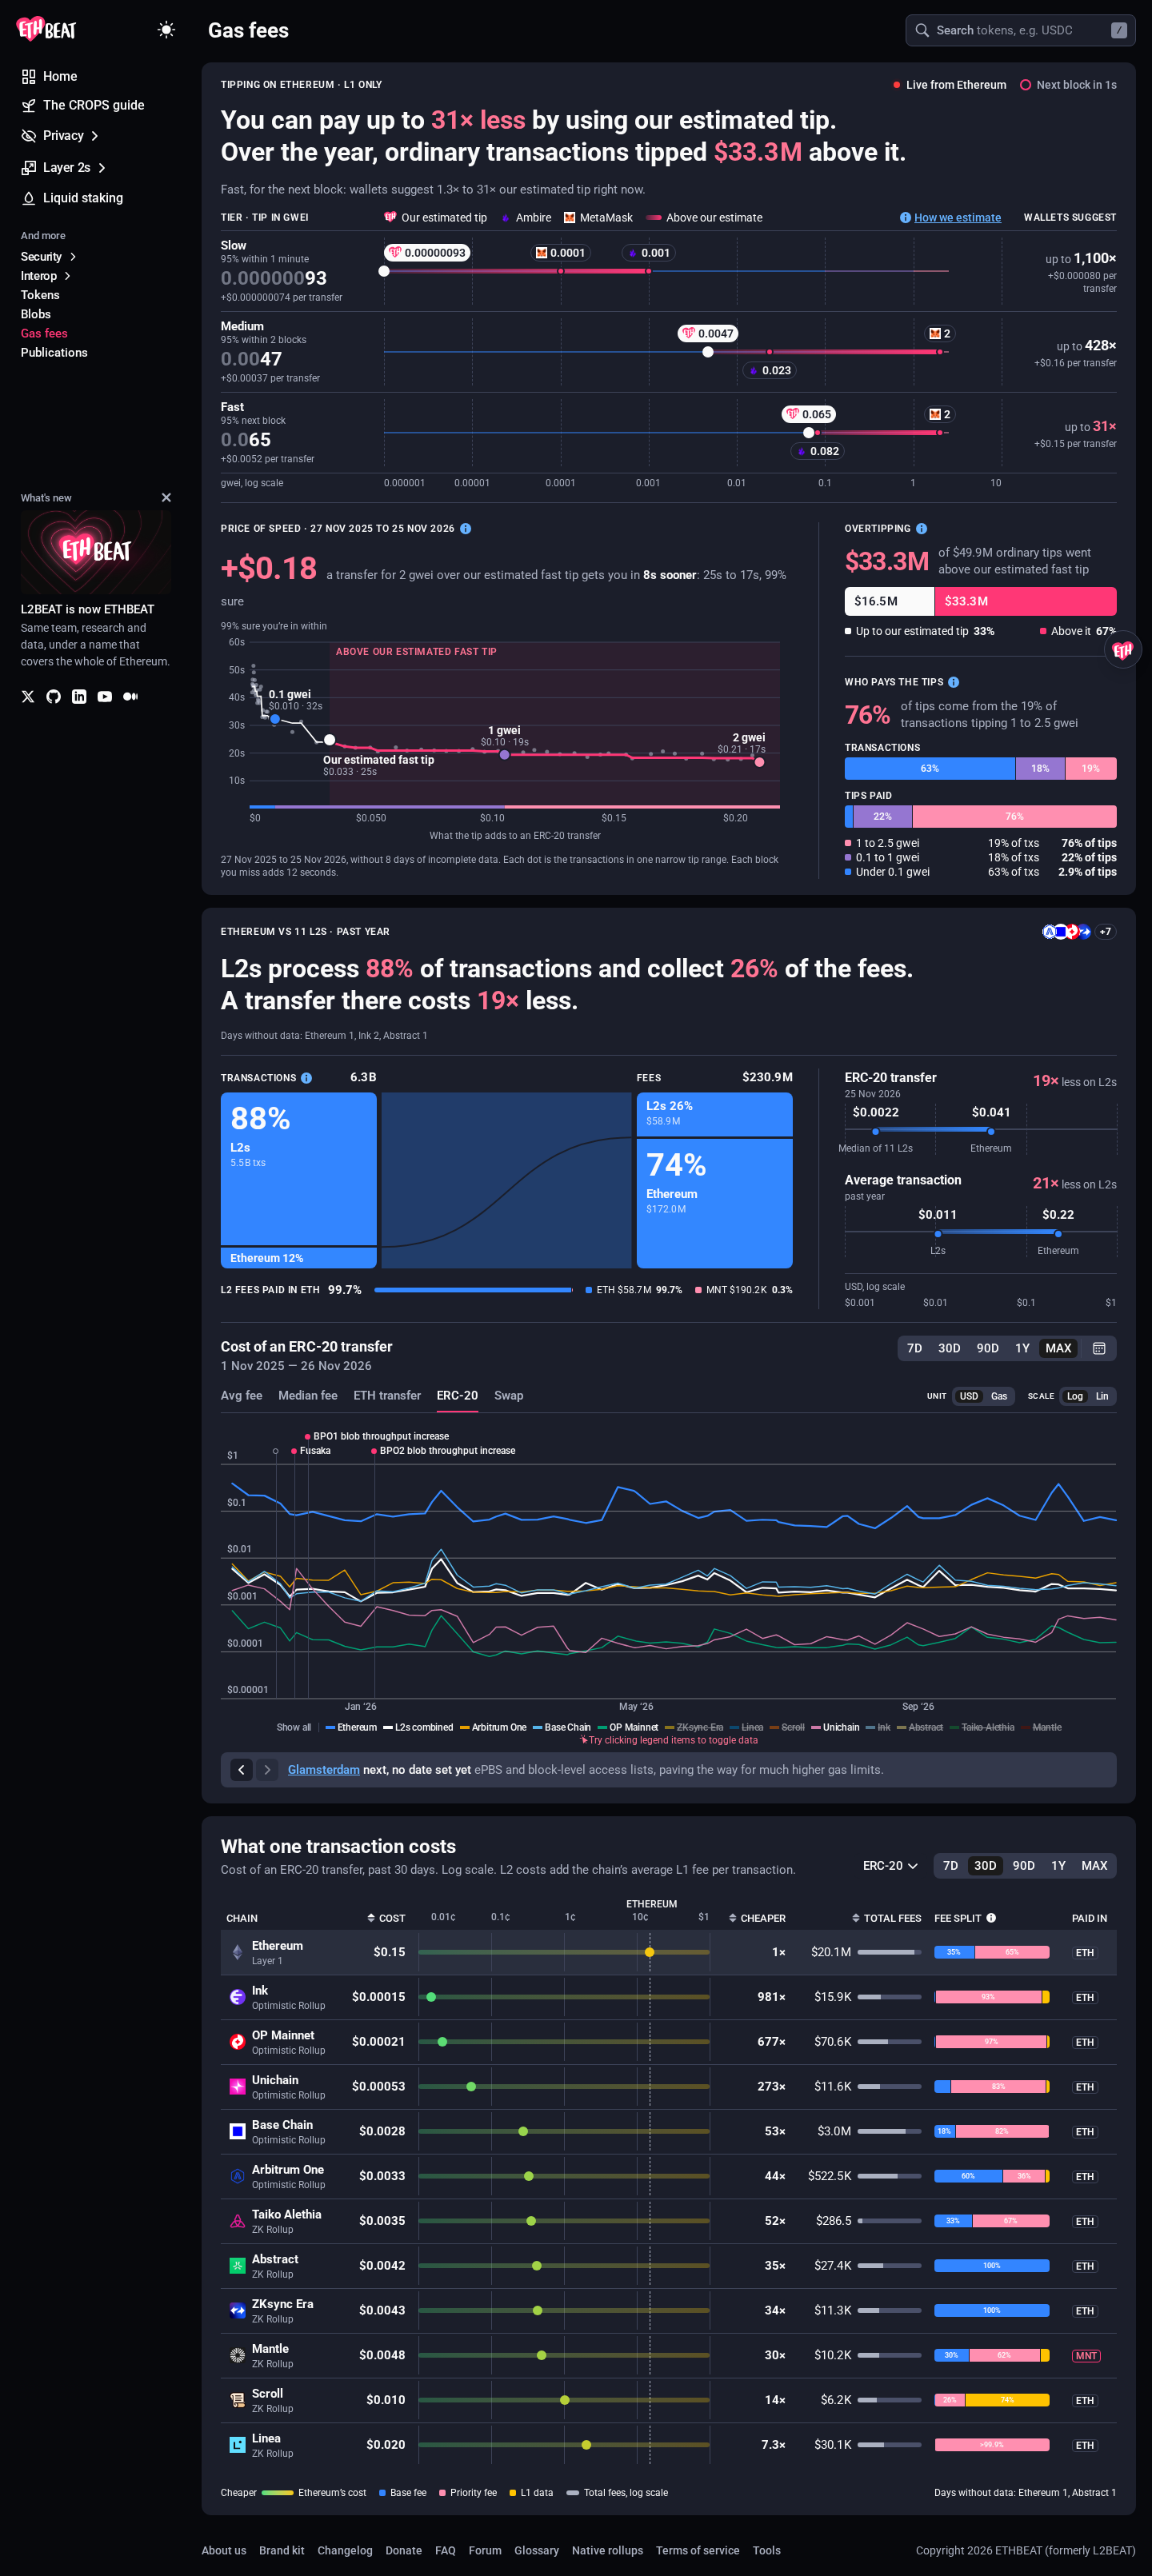 ETH BEAT
Gas fees
Search tokens, e.g. USDC
/
Home
The CROPS guide
Privacy
Layer 2s
Liquid staking
And more
Security
Interop
Tokens
Blobs
Gas fees
Publications
What's new
ETH BEAT
L2BEAT is now ETHBEAT
Same team, research and
data, under a name that
covers the whole of Ethereum.
TIPPING ON ETHEREUM · L1 ONLY
Live from Ethereum
Next block in 1s
You can pay up to 31× less by using our estimated tip.
Over the year, ordinary transactions tipped $33.3M above it.
Fast, for the next block: wallets suggest 1.3× to 31× our estimated tip right now.
TIER · TIP IN GWEI
Our estimated tip
Ambire
MetaMask
Above our estimate
How we estimate
WALLETS SUGGEST
Slow
95% within 1 minute
0.00000093
+$0.000000074 per transfer
0.00000093
0.0001
0.001
up to 1,100×
+$0.000080 per
transfer
Medium
95% within 2 blocks
0.0047
+$0.00037 per transfer
0.0047
2
0.023
up to 428×
+$0.16 per transfer
Fast
95% next block
0.065
+$0.0052 per transfer
0.065
2
0.082
up to 31×
+$0.15 per transfer
gwei, log scale
0.000001
0.00001
0.0001
0.001
0.01
0.1
1
10
PRICE OF SPEED · 27 NOV 2025 TO 25 NOV 2026
+$0.18 a transfer for 2 gwei over our estimated fast tip gets you in 8s sooner: 25s to 17s, 99%
sure
99% sure you're in within
60s
50s
40s
30s
20s
10s
ABOVE OUR ESTIMATED FAST TIP
0.1 gwei
$0.010 · 32s
Our estimated fast tip
$0.033 · 25s
1 gwei
$0.10 · 19s
2 gwei
$0.21 · 17s
$0
$0.050
$0.10
$0.15
$0.20
What the tip adds to an ERC-20 transfer
27 Nov 2025 to 25 Nov 2026, without 8 days of incomplete data. Each dot is the transactions in one narrow tip range. Each block
you miss adds 12 seconds.
OVERTIPPING
$33.3M
of $49.9M ordinary tips went
above our estimated fast tip
$16.5M
$33.3M
Up to our estimated tip 33%
Above it 67%
ETH
WHO PAYS THE TIPS
76%
of tips come from the 19% of
transactions tipping 1 to 2.5 gwei
TRANSACTIONS
63%
18%
19%
TIPS PAID
22%
76%
1 to 2.5 gwei 19% of txs 76% of tips
0.1 to 1 gwei 18% of txs 22% of tips
Under 0.1 gwei 63% of txs 2.9% of tips
ETHEREUM VS 11 L2S · PAST YEAR
+7
L2s process 88% of transactions and collect 26% of the fees.
A transfer there costs 19× less.
Days without data: Ethereum 1, Ink 2, Abstract 1
TRANSACTIONS
6.3B
FEES
$230.9M
88%
L2s
5.5B txs
Ethereum 12%
L2s 26%
$58.9M
74%
Ethereum
$172.0M
L2 FEES PAID IN ETH 99.7%
ETH $58.7M 99.7%
MNT $190.2K 0.3%
ERC-20 transfer
25 Nov 2026
19× less on L2s
$0.0022
$0.041
Median of 11 L2s
Ethereum
Average transaction
past year
21× less on L2s
$0.011
$0.22
L2s
Ethereum
USD, log scale
$0.001
$0.01
$0.1
$1
Cost of an ERC-20 transfer
1 Nov 2025 — 26 Nov 2026
7D
30D
90D
1Y
MAX
Avg fee
Median fee
ETH transfer
ERC-20
Swap
UNIT
USD
Gas
SCALE
Log
Lin
BPO1 blob throughput increase
Fusaka
BPO2 blob throughput increase
$1
$0.1
$0.01
$0.001
$0.0001
$0.00001
Jan '26
May '26
Sep '26
Show all
Ethereum
L2s combined
Arbitrum One
Base Chain
OP Mainnet
ZKsync Era
Linea
Scroll
Unichain
Ink
Abstract
Taiko Alethia
Mantle
Try clicking legend items to toggle data
Glamsterdam next, no date set yet ePBS and block-level access lists, paving the way for much higher gas limits.
What one transaction costs
Cost of an ERC-20 transfer, past 30 days. Log scale. L2 costs add the chain's average L1 fee per transaction.
ERC-20
7D
30D
90D
1Y
MAX
CHAIN
COST
0.01¢
0.1¢
1¢
ETHEREUM
10¢
$1
CHEAPER
TOTAL FEES
FEE SPLIT
PAID IN
Ethereum
Layer 1
$0.15
1×
$20.1M
35%
65%
ETH
Ink
Optimistic Rollup
$0.00015
981×
$15.9K
93%
ETH
OP Mainnet
Optimistic Rollup
$0.00021
677×
$70.6K
97%
ETH
Unichain
Optimistic Rollup
$0.00053
273×
$11.6K
83%
ETH
Base Chain
Optimistic Rollup
$0.0028
53×
$3.0M
18%
82%
ETH
Arbitrum One
Optimistic Rollup
$0.0033
44×
$522.5K
60%
36%
ETH
Taiko Alethia
ZK Rollup
$0.0035
52×
$286.5
33%
67%
ETH
Abstract
ZK Rollup
$0.0042
35×
$27.4K
100%
ETH
ZKsync Era
ZK Rollup
$0.0043
34×
$11.3K
100%
ETH
Mantle
ZK Rollup
$0.0048
30×
$10.2K
30%
62%
MNT
Scroll
ZK Rollup
$0.010
14×
$6.2K
26%
74%
ETH
Linea
ZK Rollup
$0.020
7.3×
$30.1K
>99.9%
ETH
Cheaper
Ethereum's cost
Base fee
Priority fee
L1 data
Total fees, log scale
Days without data: Ethereum 1, Abstract 1
About us
Brand kit
Changelog
Donate
FAQ
Forum
Glossary
Native rollups
Terms of service
Tools
Copyright 2026 ETHBEAT (formerly L2BEAT)